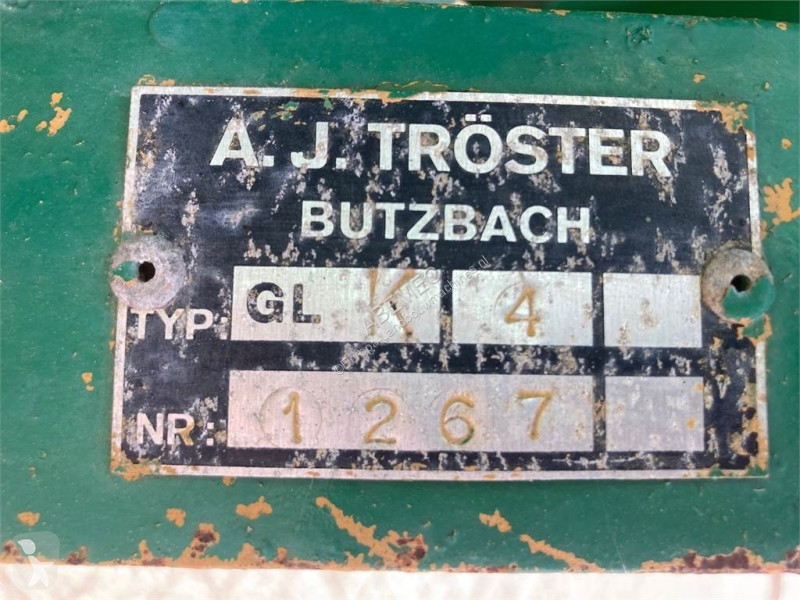 A. J. TRÖSTER
BUTZBACH
TYP: GL K 4
NR: 1267